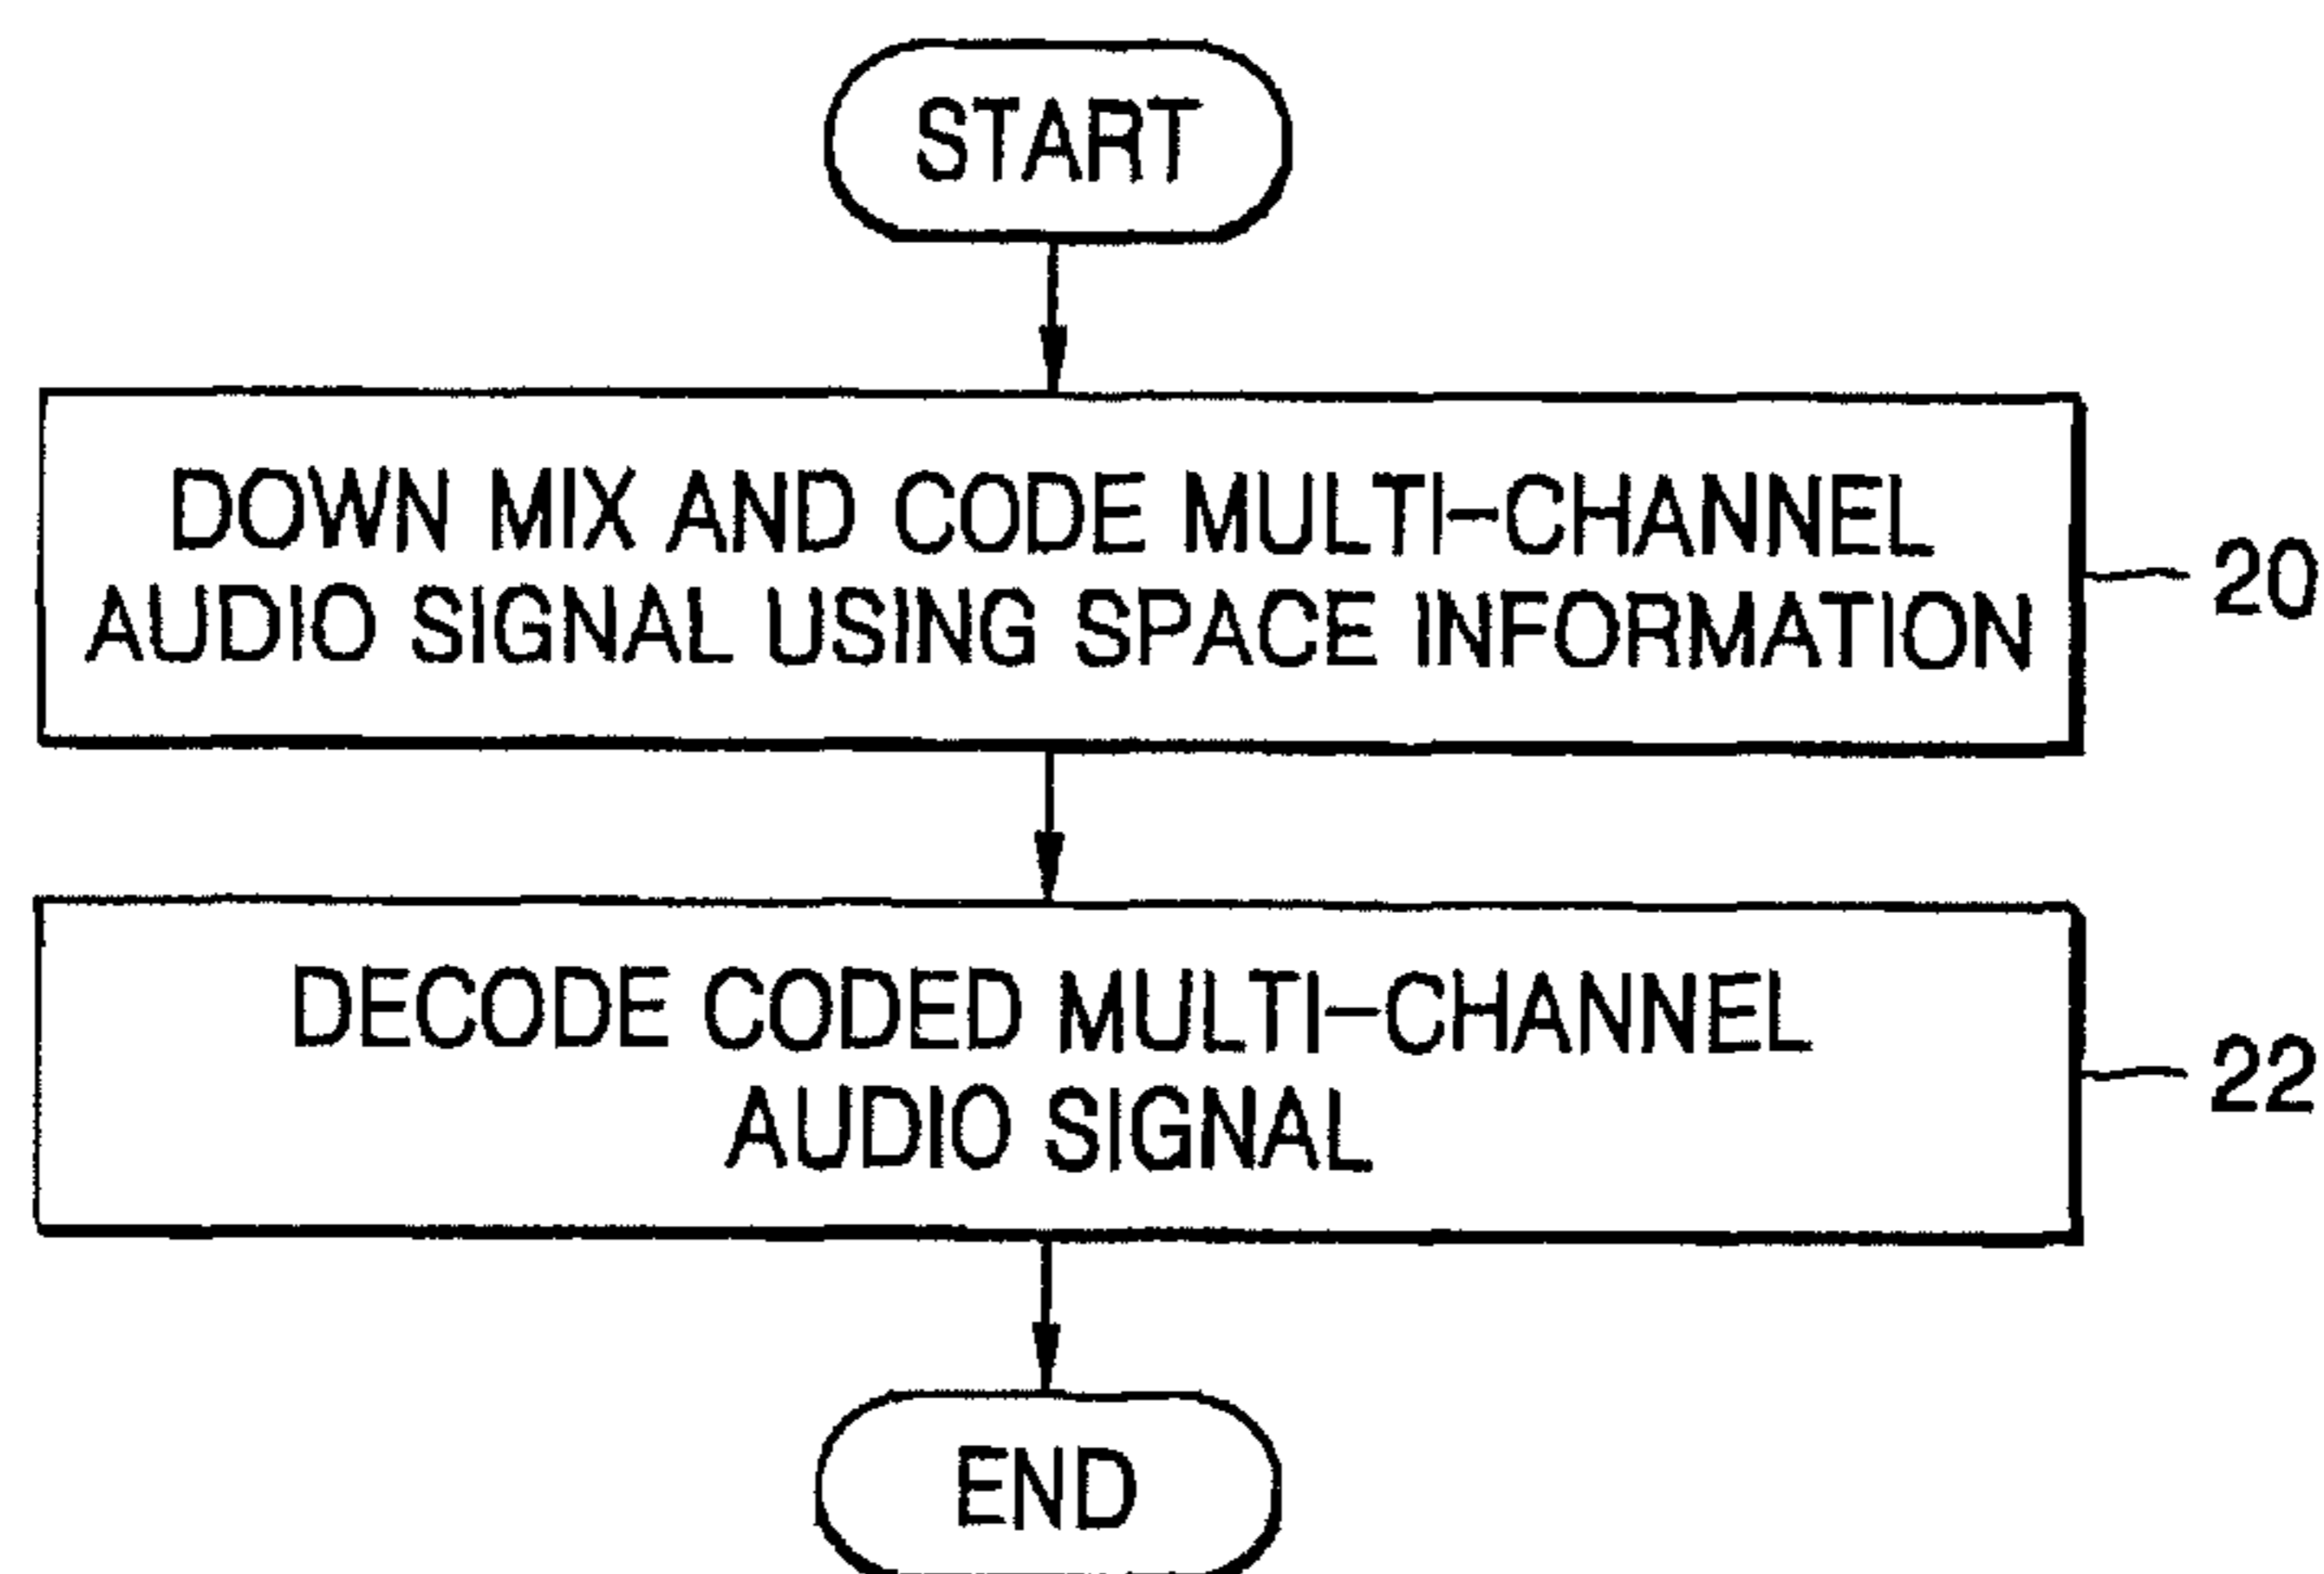 START
DOWN MIX AND CODE MULTI-CHANNEL
AUDIO SIGNAL USING SPACE INFORMATION
20
DECODE CODED MULTI-CHANNEL
AUDIO SIGNAL
22
END